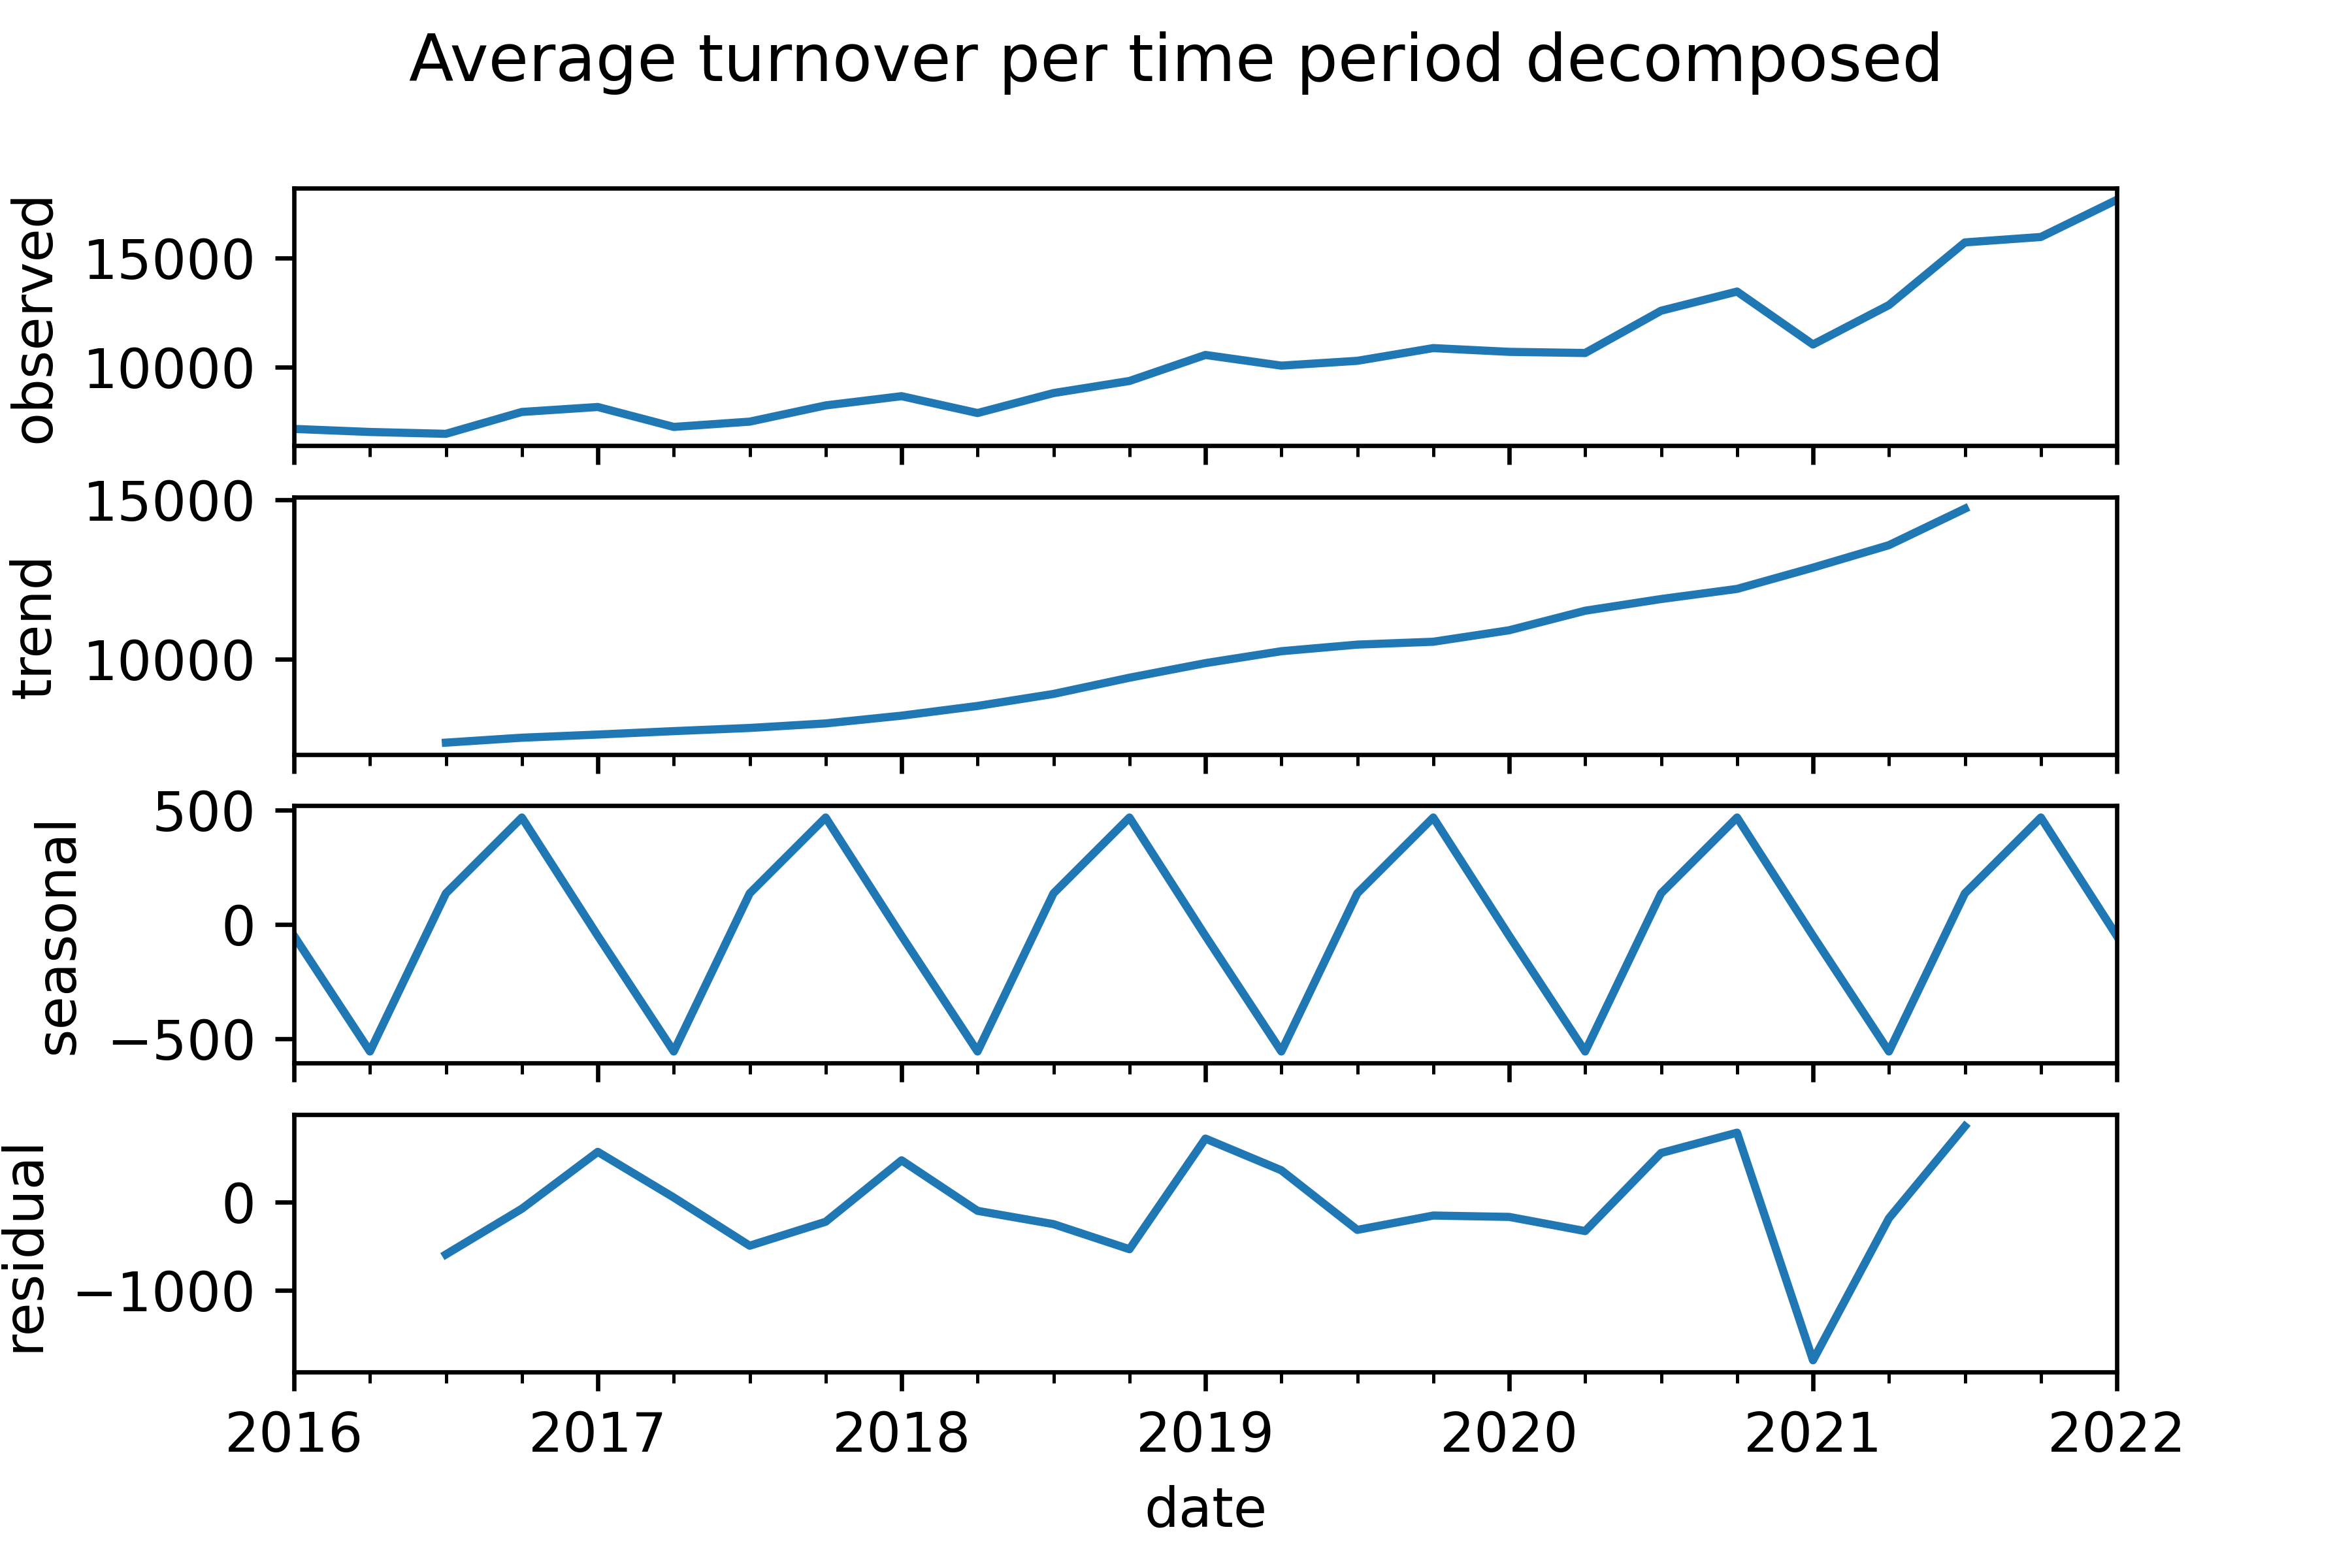 Average turnover per time period decomposed
observed
15000
10000
trend
15000
10000
seasonal
500
0
−500
residual
0
−1000
2016 2017 2018 2019 2020 2021 2022
date